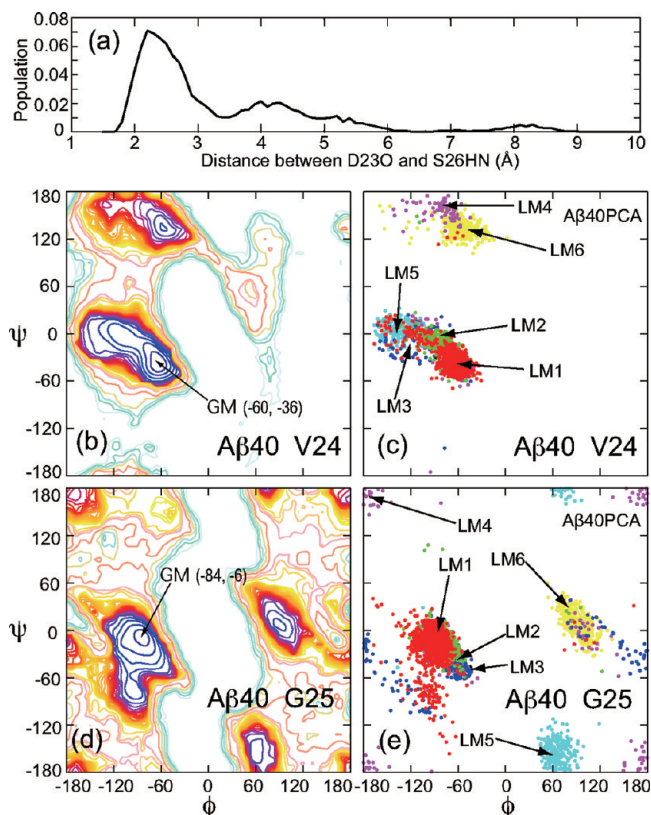 (a)
Population
0.08
0.06
0.04
0.02
0
1 2 3 4 5 6 7 8 9 10
Distance between D23O and S26HN (Å)
180
120
60
0
-60
-120
-180
ψ
GM (-60, -36)
(b) Aβ40 V24
LM4
Aβ40PCA
LM6
LM5
LM2
LM1
LM3
(c) Aβ40 V24
180
120
60
0
-60
-120
-180
ψ
GM (-84, -6)
(d) Aβ40 G25
-180 -120 -60 0 60 120 180
ϕ
Aβ40PCA
LM4
LM1
LM6
LM2
LM3
Aβ40 G25
LM5
(e)
-180 -120 -60 0 60 120 180
ϕ